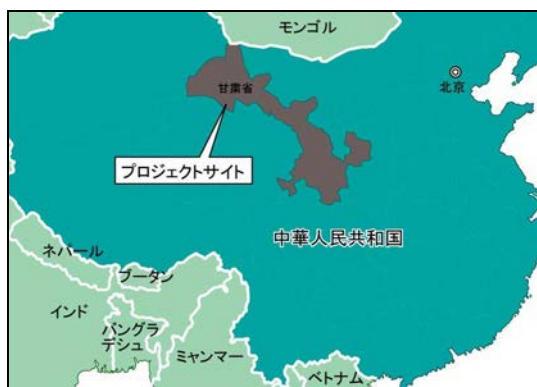 モンゴル
甘粛省
北京
プロジェクトサイト
中華人民共和国
ネパール
ブータン
インド
バングラ
デシュ
ミャンマー
ベトナム